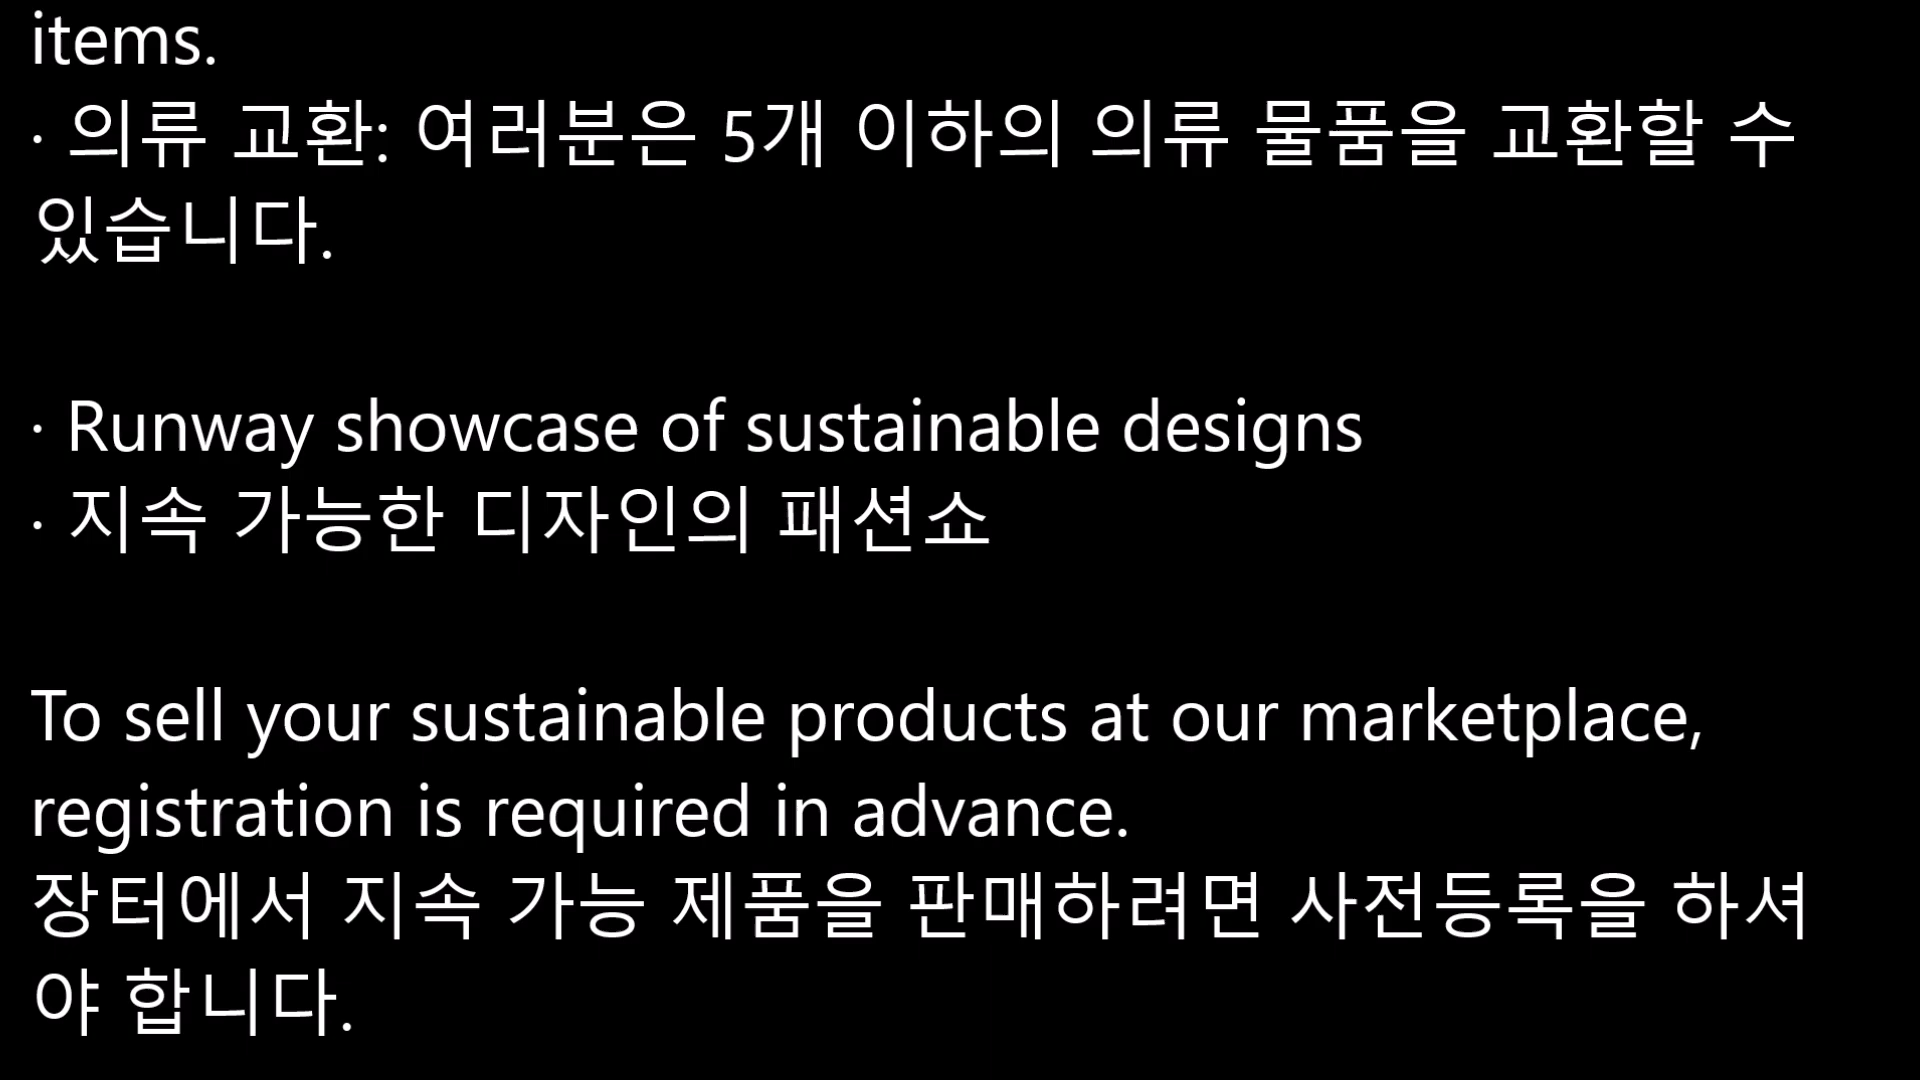 items.
· 의류 교환: 여러분은 5개 이하의 의류 물품을 교환할 수
있습니다.
· Runway showcase of sustainable designs
· 지속 가능한 디자인의 패션쇼
To sell your sustainable products at our marketplace,
registration is required in advance.
장터에서 지속 가능 제품을 판매하려면 사전등록을 하셔
야 합니다.